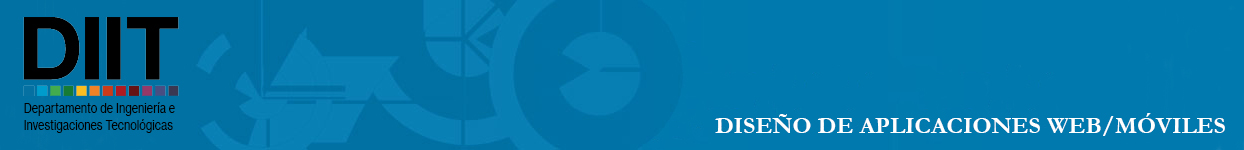 DIIT
Departamento de Ingeniería e
Investigaciones Tecnológicas
DISEÑO DE APLICACIONES WEB/MÓVILES